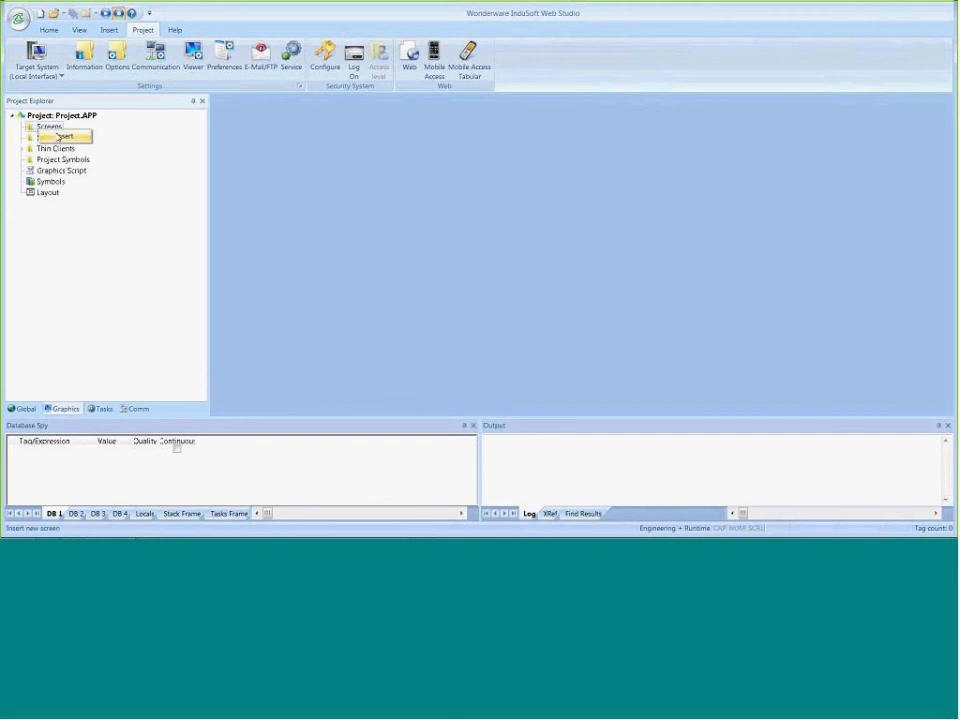 Wonderware InduSoft Web Studio
Home View Insert Project Help
Target System (Local Interface) Information Options Communication Viewer Preferences E-Mail/FTP Service Configure Log On Access level Web Mobile Access Mobile Access Tabular
Settings Security System Web
Project Explorer
Project: Project.APP
Screens
Thin Clients
Project Symbols
Graphics Script
Symbols
Layout
Global Graphics Tasks Comm
Database Spy Output
Tag/Expression Value Quality Continuous
DB 1 DB 2 DB 3 DB 4 Locals Stack Frame Tasks Frame Log XRef Find Results
Insert new screen Engineering + Runtime CAP NUM SCRL Tag count: 0